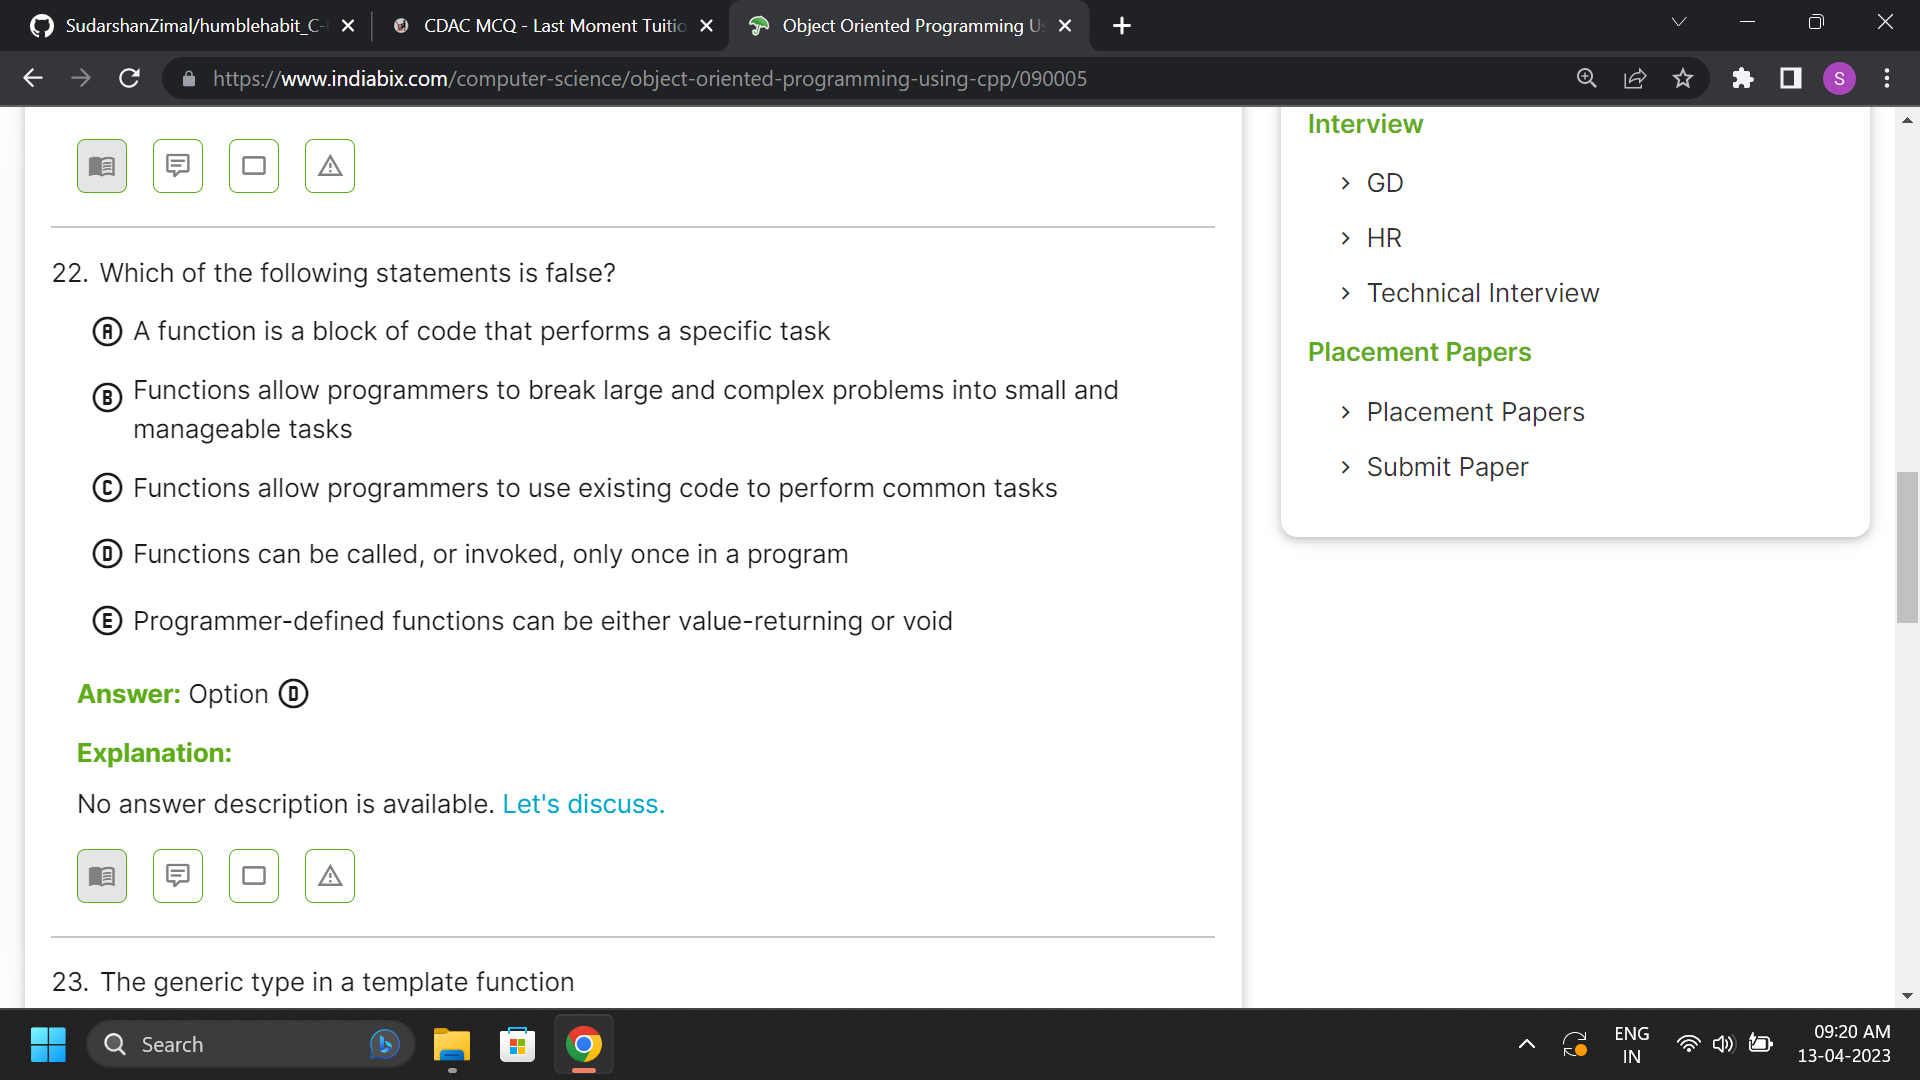 SudarshanZimal/humblehabit_C-
CDAC MCQ - Last Moment Tuitio
Object Oriented Programming Us
https://www.indiabix.com/computer-science/object-oriented-programming-using-cpp/090005
S
Interview
GD
HR
Technical Interview
Placement Papers
Placement Papers
Submit Paper
22. Which of the following statements is false?
A A function is a block of code that performs a specific task
B Functions allow programmers to break large and complex problems into small and
manageable tasks
C Functions allow programmers to use existing code to perform common tasks
D Functions can be called, or invoked, only once in a program
E Programmer-defined functions can be either value-returning or void
Answer: Option D
Explanation:
No answer description is available. Let's discuss.
23. The generic type in a template function
Search
ENG
IN
09:20 AM
13-04-2023